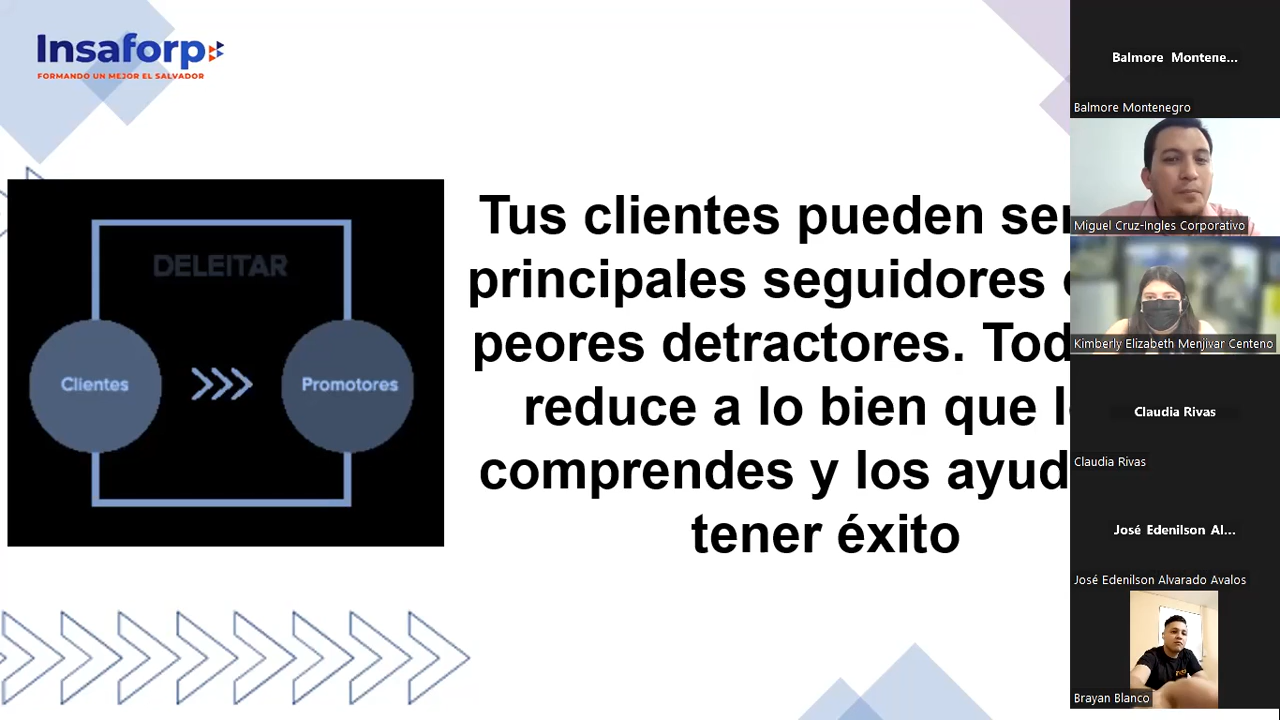 Insaforp
FORMANDO UN MEJOR EL SALVADOR
DELEITAR
Clientes
Promotores
Tus clientes pueden ser
principales seguidores
peores detractores. Tod
reduce a lo bien que l
comprendes y los ayud
tener éxito
Balmore Montene...
Balmore Montenegro
Miguel Cruz-Ingles Corporativo
Kimberly Elizabeth Menjivar Centeno
Claudia Rivas
Claudia Rivas
José Edenilson Al...
José Edenilson Alvarado Avalos
Brayan Blanco